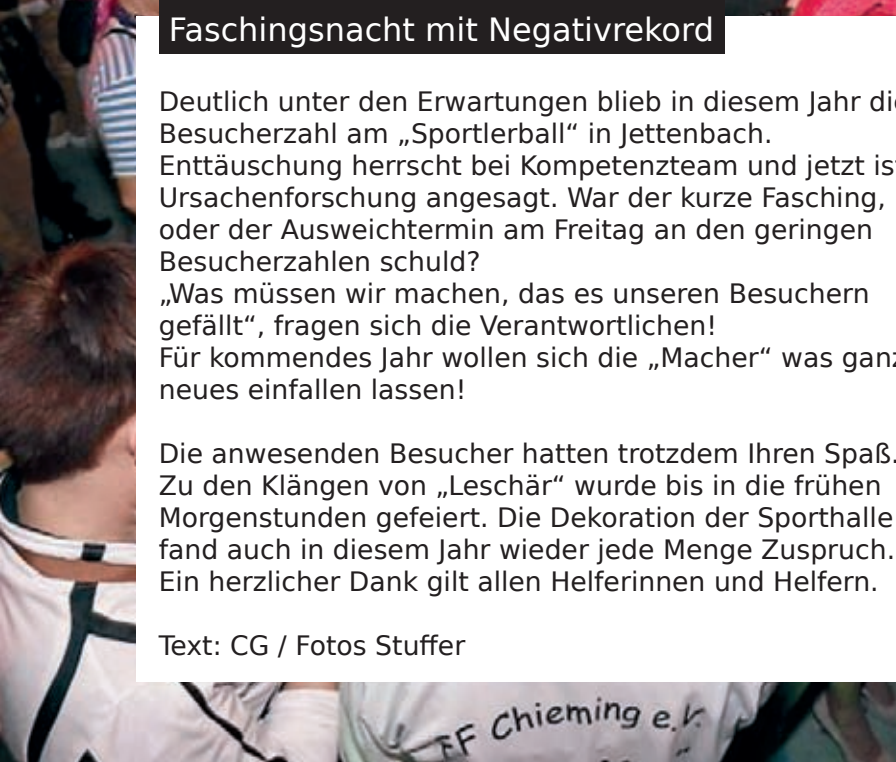 Faschingsnacht mit Negativrekord
Deutlich unter den Erwartungen blieb in diesem Jahr die
Besucherzahl am „Sportlerball“ in Jettenbach.
Enttäuschung herrscht bei Kompetenzteam und jetzt ist
Ursachenforschung angesagt. War der kurze Fasching,
oder der Ausweichtermin am Freitag an den geringen
Besucherzahlen schuld?
„Was müssen wir machen, das es unseren Besuchern
gefällt“, fragen sich die Verantwortlichen!
Für kommendes Jahr wollen sich die „Macher“ was ganz
neues einfallen lassen!
Die anwesenden Besucher hatten trotzdem Ihren Spaß.
Zu den Klängen von „Leschär“ wurde bis in die frühen
Morgenstunden gefeiert. Die Dekoration der Sporthalle
fand auch in diesem Jahr wieder jede Menge Zuspruch.
Ein herzlicher Dank gilt allen Helferinnen und Helfern.
Text: CG / Fotos Stuffer
Chieming e.V.